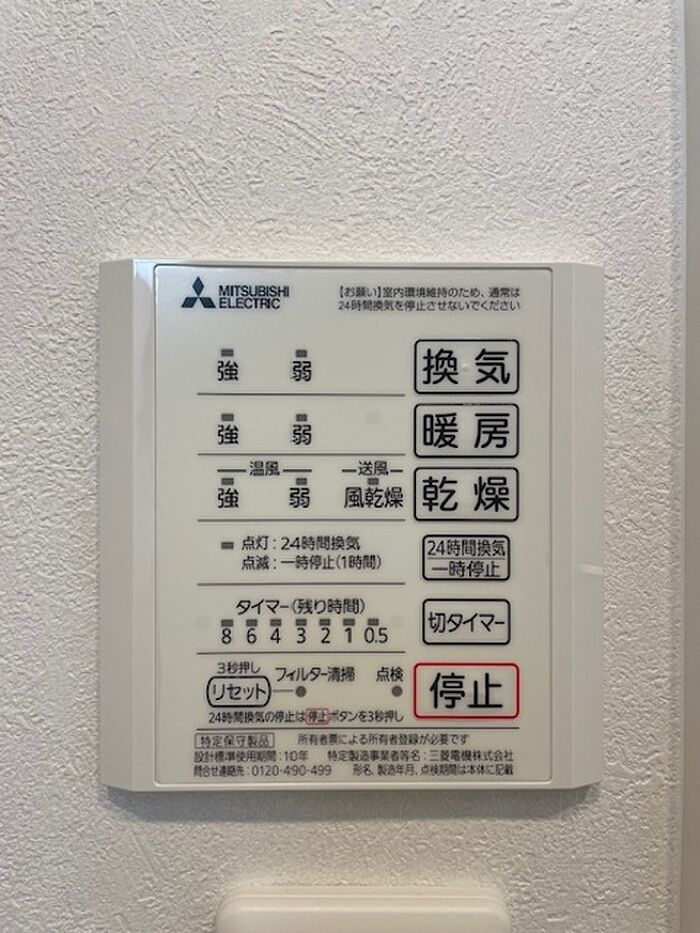 MITSUBISHI
ELECTRIC
【お願い】室内環境維持のため、通常は
24時間換気を停止させないでください
強 弱 換気
強 弱 暖房
温風 送風
強 弱 風乾燥 乾燥
点灯：24時間換気
点滅：一時停止(1時間)
24時間換気
一時停止
タイマー(残り時間)
8 6 4 3 2 1 0.5
切タイマー
3秒押し
リセット フィルター清掃 点検
停止
24時間換気の停止は停止ボタンを3秒押し
特定保守製品 所有者票による所有者登録が必要です
設計標準使用期間：10年 特定製造事業者等名：三菱電機株式会社
問合せ連絡先：0120-490-499 形名、製造年月、点検期間は本体に記載